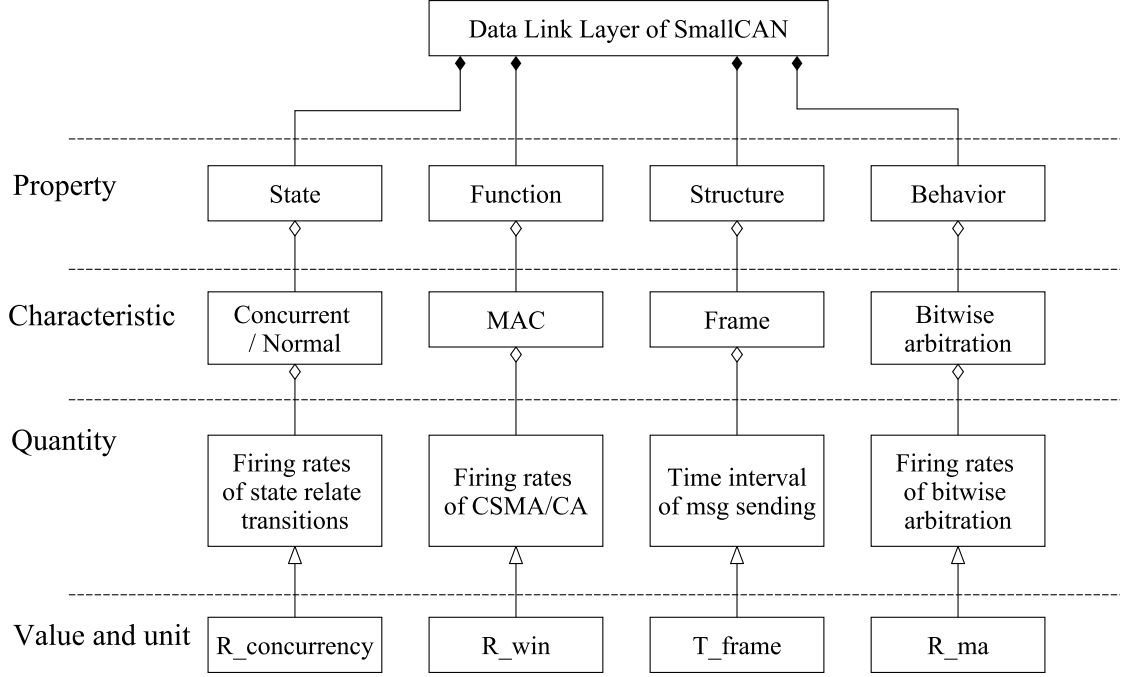 Data Link Layer of SmallCAN
Property
State
Function
Structure
Behavior
Characteristic
Concurrent
/ Normal
MAC
Frame
Bitwise
arbitration
Quantity
Firing rates
of state relate
transitions
Firing rates
of CSMA/CA
Time interval
of msg sending
Firing rates
of bitwise
arbitration
Value and unit
R_concurrency
R_win
T_frame
R_ma